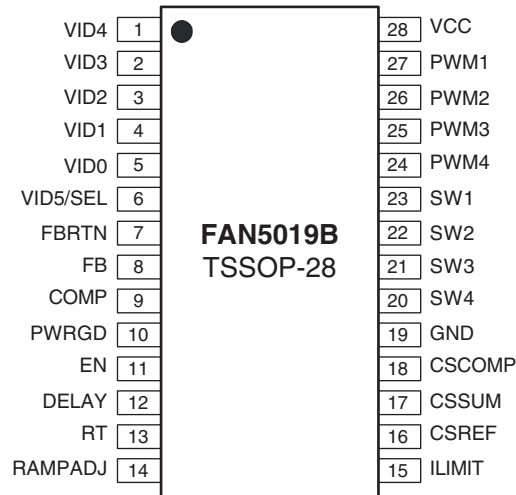 VID4 1
VID3 2
VID2 3
VID1 4
VID0 5
VID5/SEL 6
FBRTN 7
FB 8
COMP 9
PWRGD 10
EN 11
DELAY 12
RT 13
RAMPADJ 14
FAN5019B
TSSOP-28
28 VCC
27 PWM1
26 PWM2
25 PWM3
24 PWM4
23 SW1
22 SW2
21 SW3
20 SW4
19 GND
18 CSCOMP
17 CSSUM
16 CSREF
15 ILIMIT